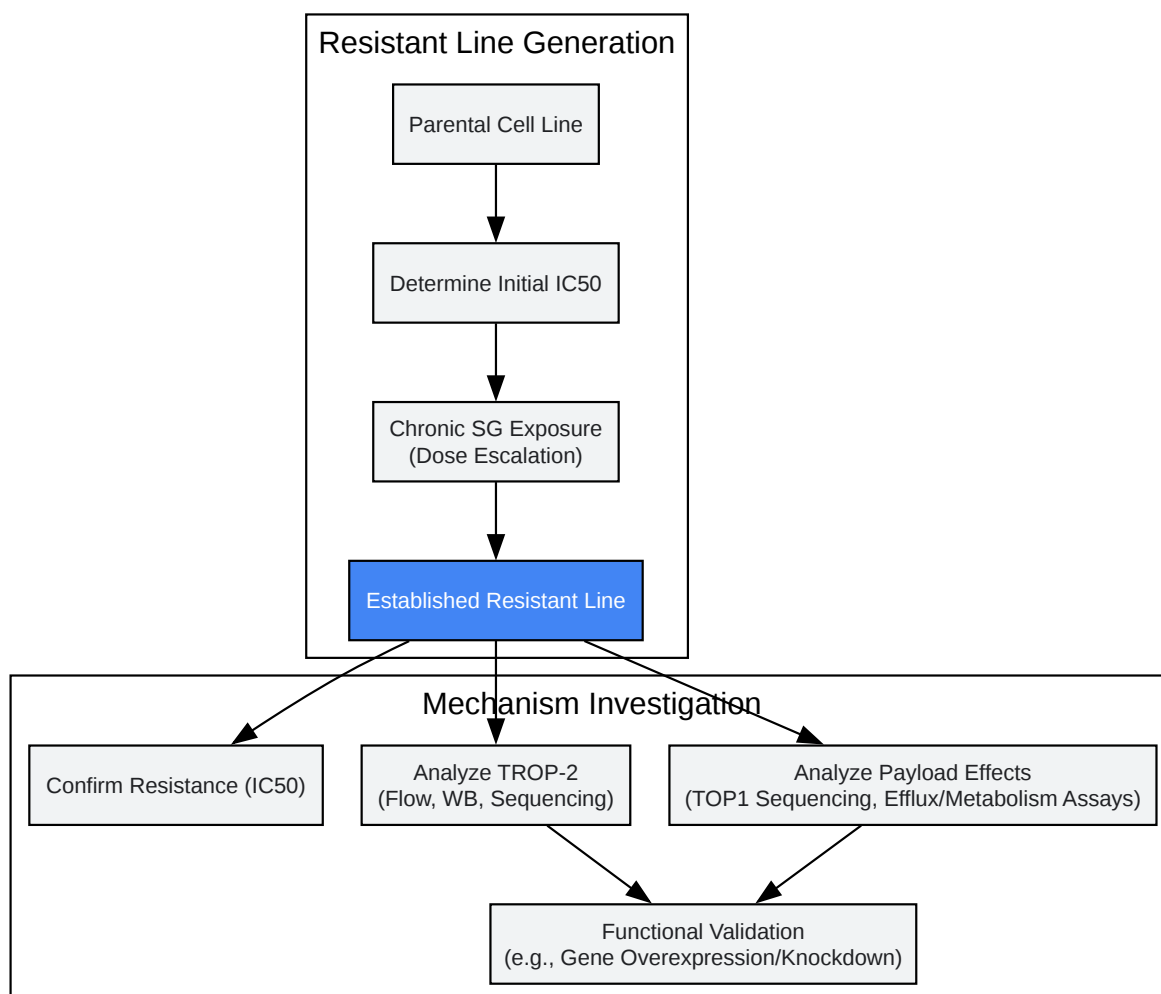 Resistant Line Generation
Parental Cell Line
Determine Initial IC50
Chronic SG Exposure
(Dose Escalation)
Established Resistant Line
Mechanism Investigation
Confirm Resistance (IC50)
Analyze TROP-2
(Flow, WB, Sequencing)
Analyze Payload Effects
(TOP1 Sequencing, Efflux/Metabolism Assays)
Functional Validation
(e.g., Gene Overexpression/Knockdown)